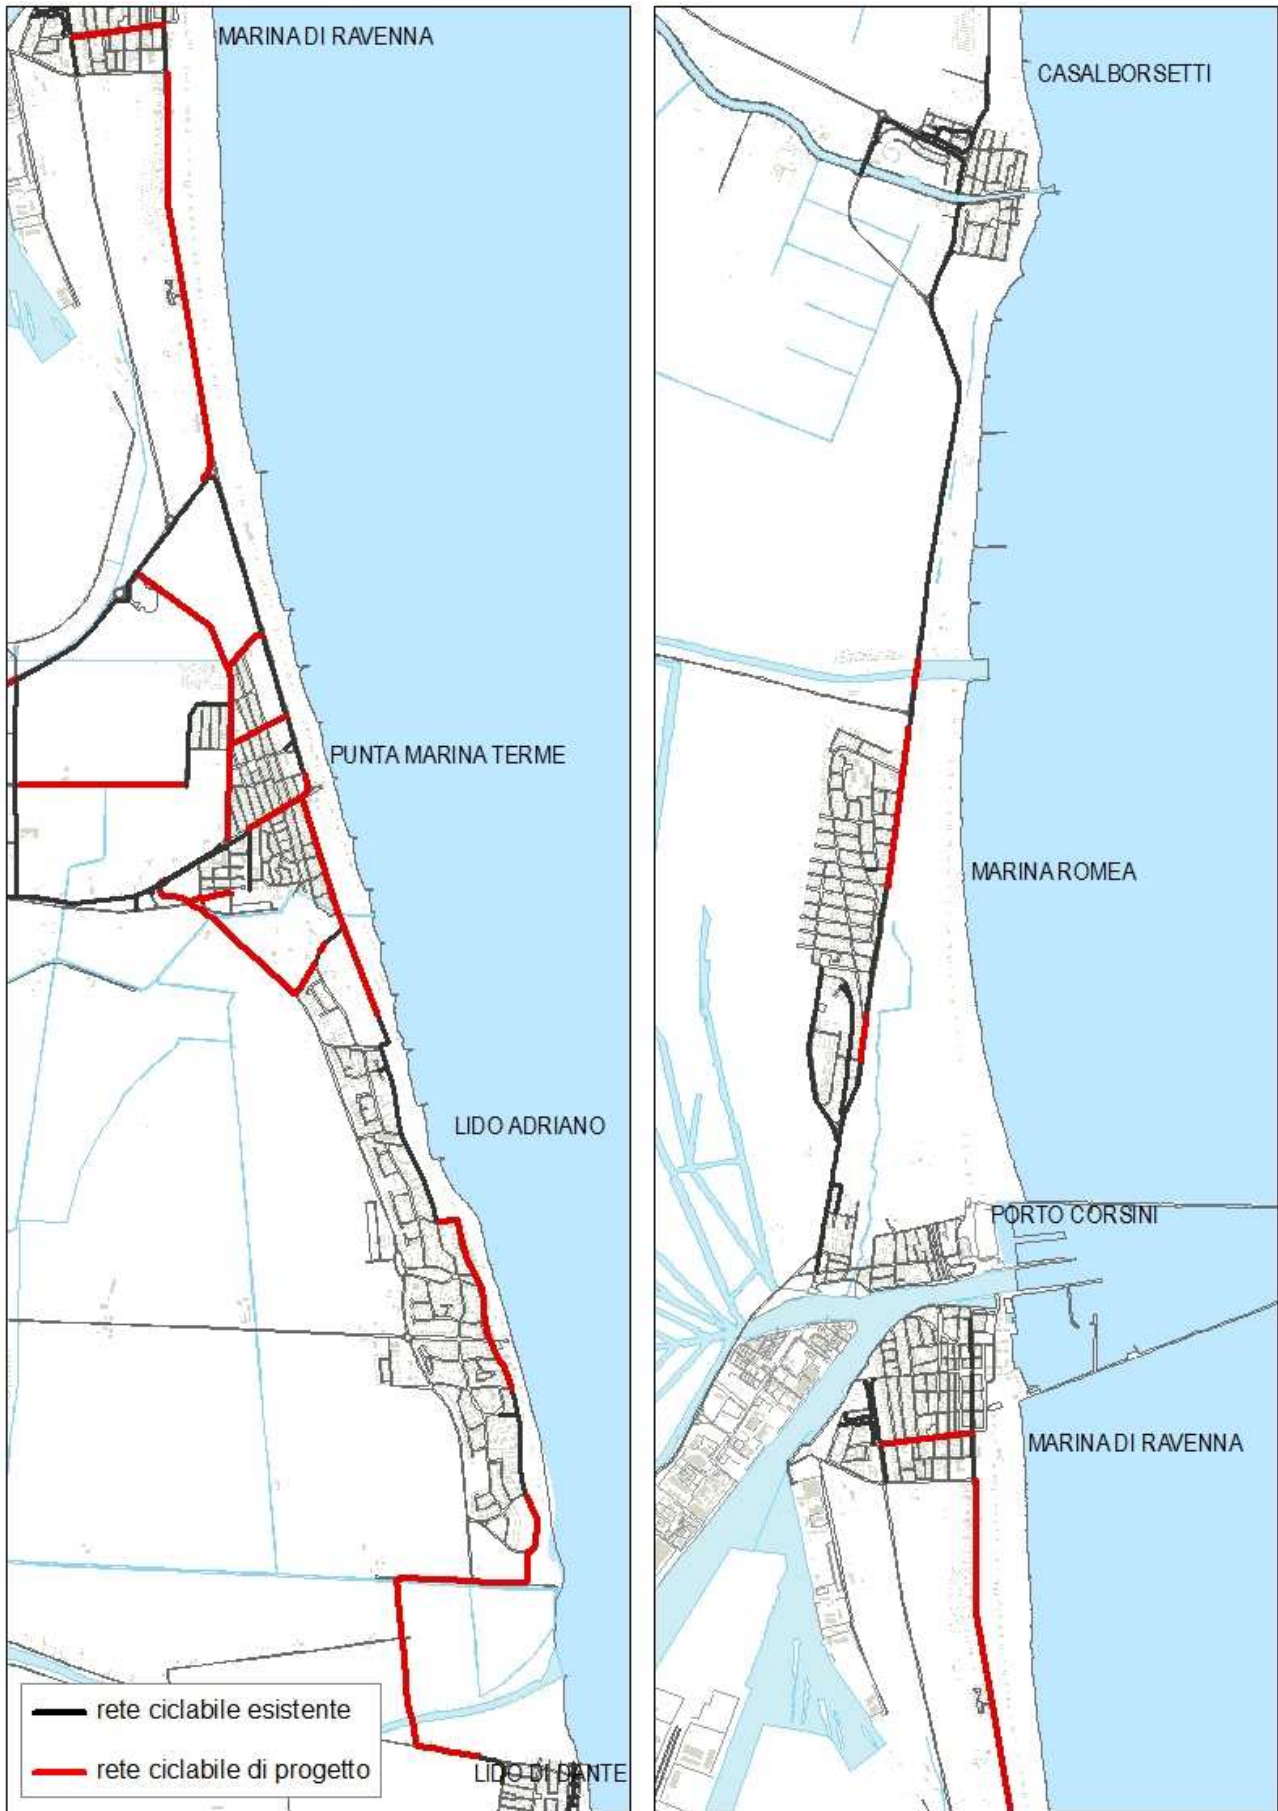 MARINA DI RAVENNA
PUNTA MARINA TERME
LIDO ADRIANO
rete ciclabile esistente
rete ciclabile di progetto
LIDO DI DANTE
CASALBORSETTI
MARINA ROMEA
PORTO CORSINI
MARINA DI RAVENNA